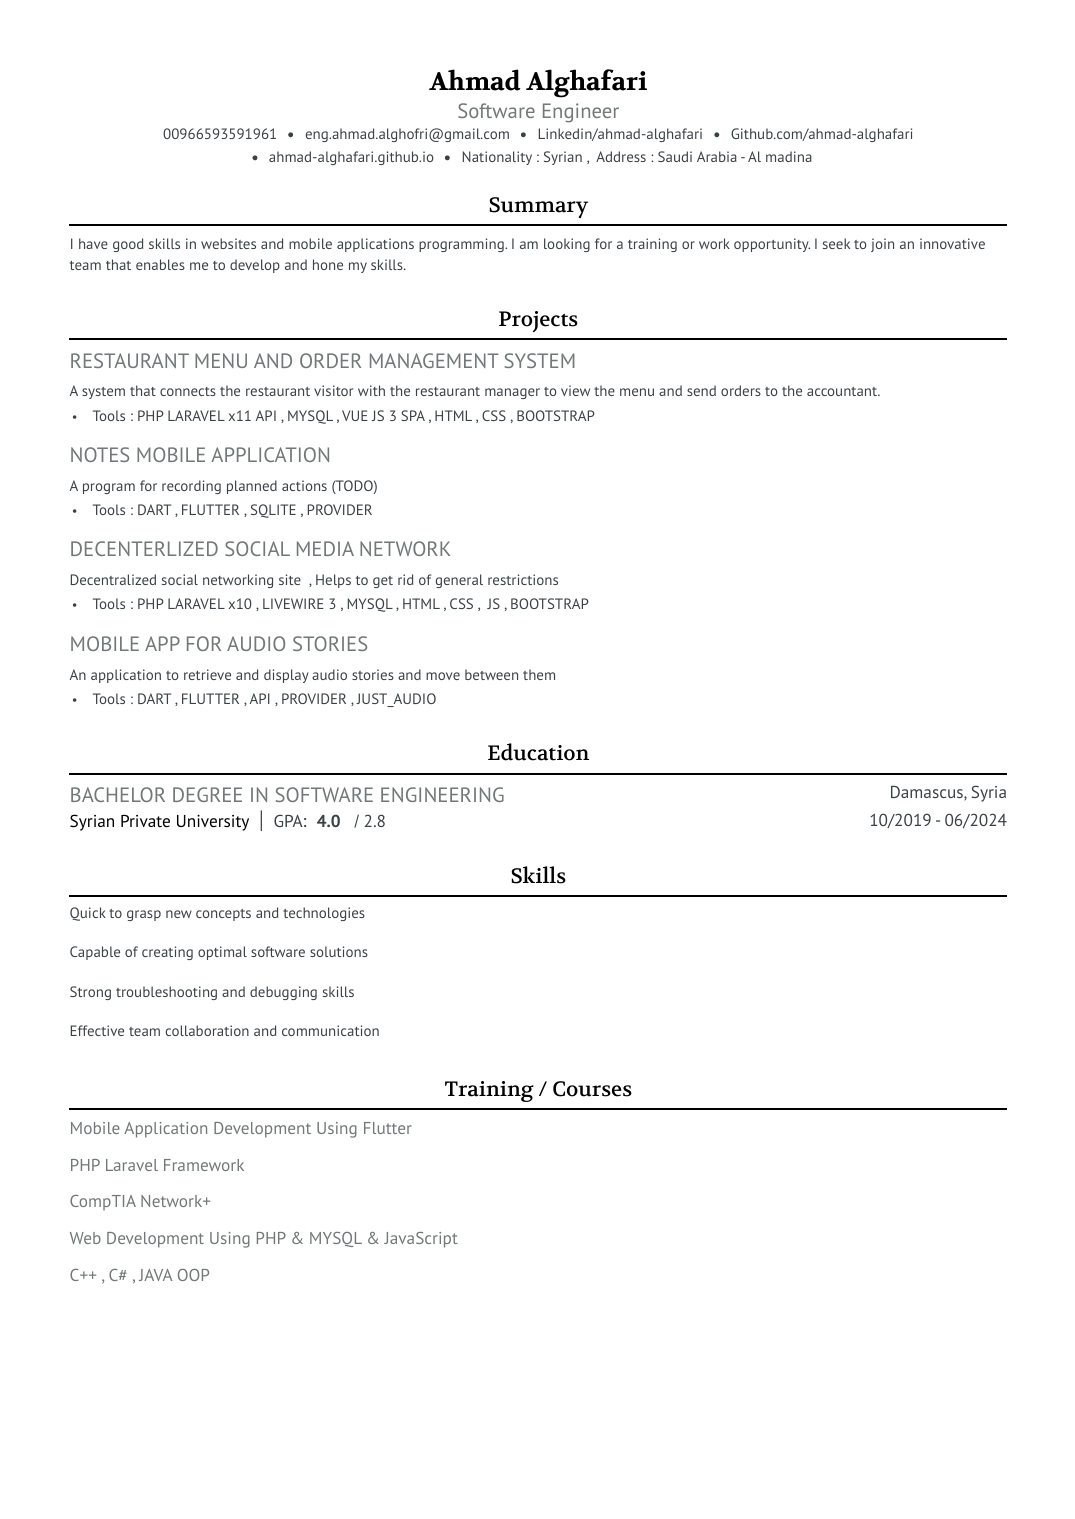 Ahmad Alghafari
Software Engineer
00966593591961 • eng.ahmad.alghofri@gmail.com • Linkedin/ahmad-alghafari • Github.com/ahmad-alghafari
• ahmad-alghafari.github.io • Nationality : Syrian , Address : Saudi Arabia - Al madina
Summary
I have good skills in websites and mobile applications programming. I am looking for a training or work opportunity. I seek to join an innovative
team that enables me to develop and hone my skills.
Projects
RESTAURANT MENU AND ORDER MANAGEMENT SYSTEM
A system that connects the restaurant visitor with the restaurant manager to view the menu and send orders to the accountant.
• Tools : PHP LARAVEL x11 API , MYSQL , VUE JS 3 SPA , HTML , CSS , BOOTSTRAP
NOTES MOBILE APPLICATION
A program for recording planned actions (TODO)
• Tools : DART , FLUTTER , SQLITE , PROVIDER
DECENTERLIZED SOCIAL MEDIA NETWORK
Decentralized social networking site , Helps to get rid of general restrictions
• Tools : PHP LARAVEL x10 , LIVEWIRE 3 , MYSQL , HTML , CSS , JS , BOOTSTRAP
MOBILE APP FOR AUDIO STORIES
An application to retrieve and display audio stories and move between them
• Tools : DART , FLUTTER , API , PROVIDER , JUST_AUDIO
Education
BACHELOR DEGREE IN SOFTWARE ENGINEERING Damascus, Syria
Syrian Private University | GPA: 4.0 / 2.8 10/2019 - 06/2024
Skills
Quick to grasp new concepts and technologies
Capable of creating optimal software solutions
Strong troubleshooting and debugging skills
Effective team collaboration and communication
Training / Courses
Mobile Application Development Using Flutter
PHP Laravel Framework
CompTIA Network+
Web Development Using PHP & MYSQL & JavaScript
C++ , C# , JAVA OOP